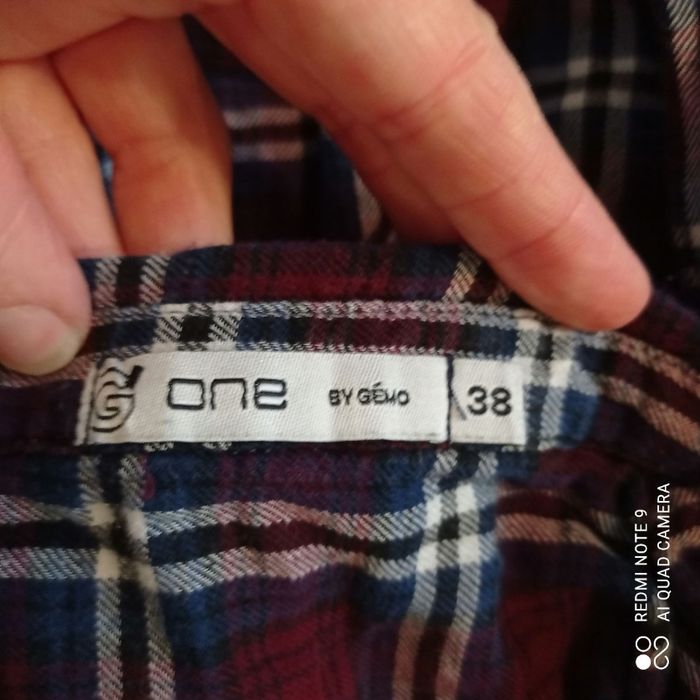 G one BY GÉMO 38
REDMI NOTE 9
AI QUAD CAMERA